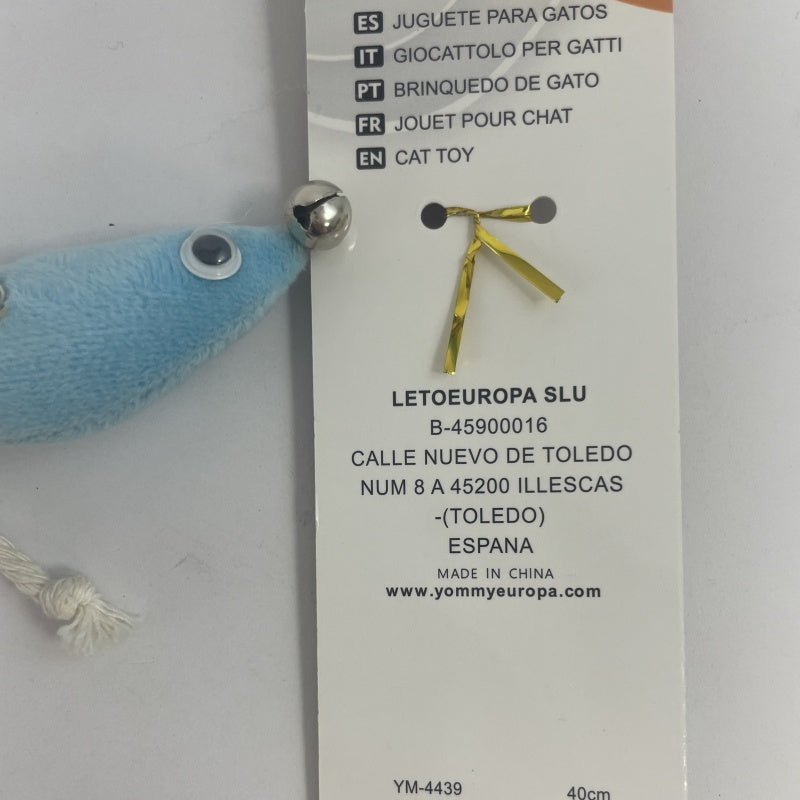 ES JUGUETE PARA GATOS
IT GIOCATTOLO PER GATTI
PT BRINQUEDO DE GATO
FR JOUET POUR CHAT
EN CAT TOY
LETOEUROPA SLU
B-45900016
CALLE NUEVO DE TOLEDO
NUM 8 A 45200 ILLESCAS
-(TOLEDO)
ESPANA
MADE IN CHINA
www.yommyeuropa.com
YM-4439 40cm